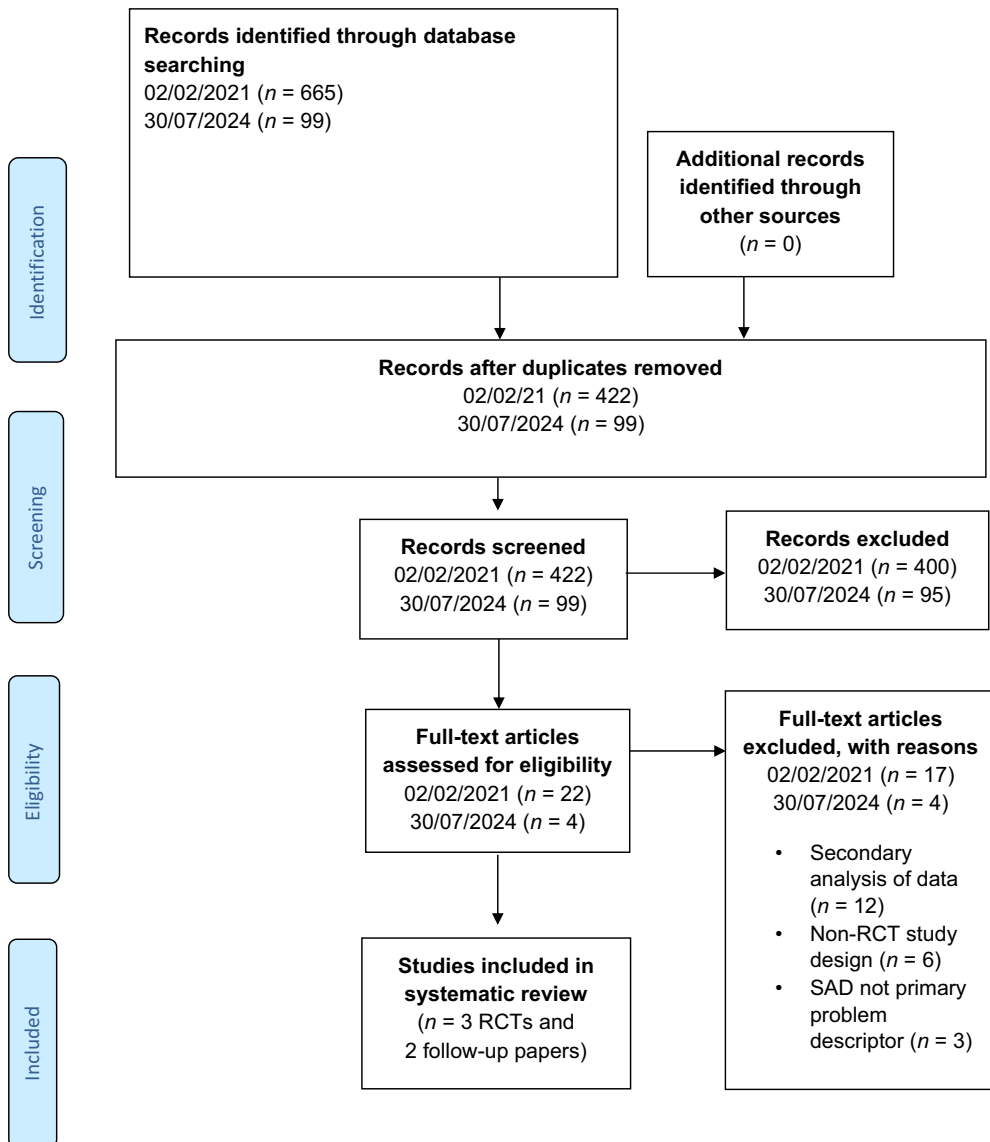 Records identified through database
searching
02/02/2021 (n = 665)
30/07/2024 (n = 99)
Additional records
identified through
other sources
(n = 0)
Identification
Records after duplicates removed
02/02/21 (n = 422)
30/07/2024 (n = 99)
Screening
Records screened
02/02/2021 (n = 422)
30/07/2024 (n = 99)
Records excluded
02/02/2021 (n = 400)
30/07/2024 (n = 95)
Eligibility
Full-text articles
assessed for eligibility
02/02/2021 (n = 22)
30/07/2024 (n = 4)
Full-text articles
excluded, with reasons
02/02/2021 (n = 17)
30/07/2024 (n = 4)
• Secondary
analysis of data
(n = 12)
• Non-RCT study
design (n = 6)
• SAD not primary
problem
descriptor (n = 3)
Included
Studies included in
systematic review
(n = 3 RCTs and
2 follow-up papers)